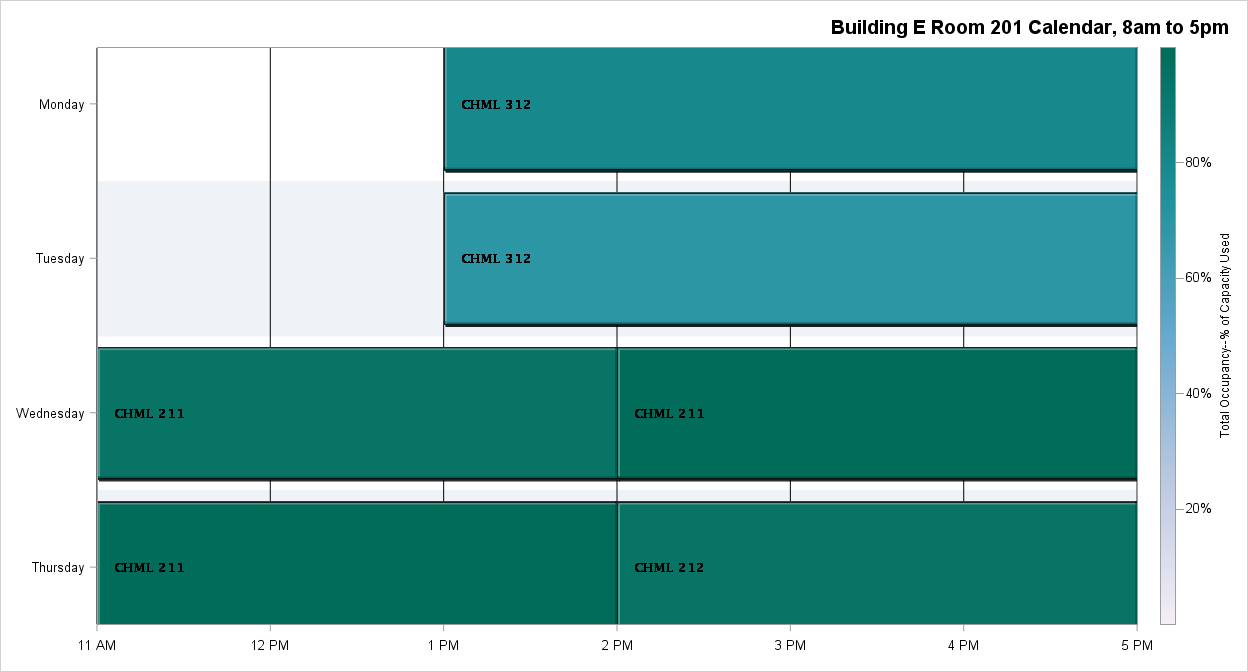 Building E Room 201 Calendar, 8am to 5pm
Monday
CHML 312
80%
Tuesday
CHML 312
60%
Total Occupancy--% of Capacity Used
40%
Wednesday
CHML 211
CHML 211
20%
Thursday
CHML 211
CHML 212
11 AM
12 PM
1 PM
2 PM
3 PM
4 PM
5 PM